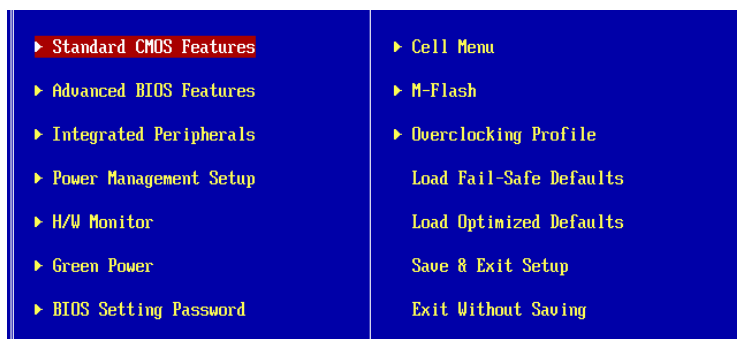 Standard CMOS Features
Advanced BIOS Features
Integrated Peripherals
Power Management Setup
H/W Monitor
Green Power
BIOS Setting Password
Cell Menu
M-Flash
Overclocking Profile
Load Fail-Safe Defaults
Load Optimized Defaults
Save & Exit Setup
Exit Without Saving